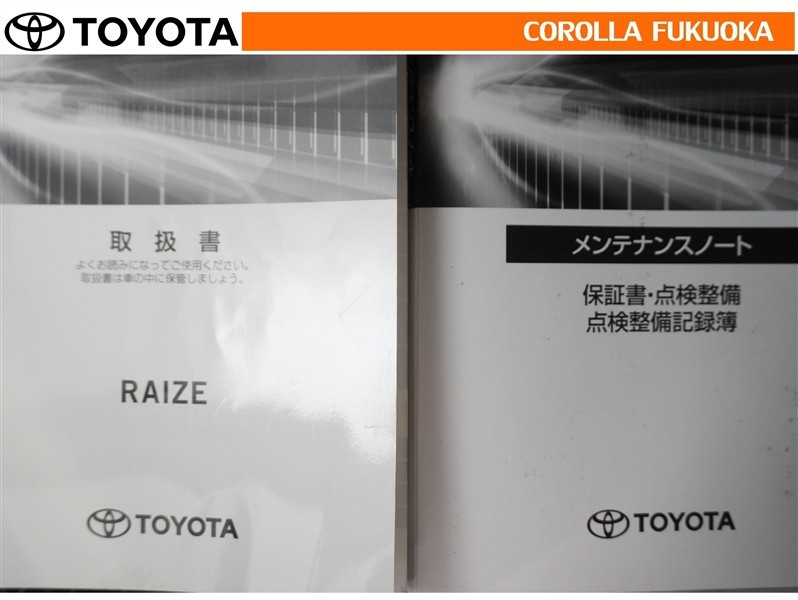 TOYOTA
COROLLA FUKUOKA
取扱書
よくお読みになってご使用ください。
取扱書は車の中に保管しましょう。
RAIZE
TOYOTA
メンテナンスノート
保証書・点検整備
点検整備記録簿
TOYOTA